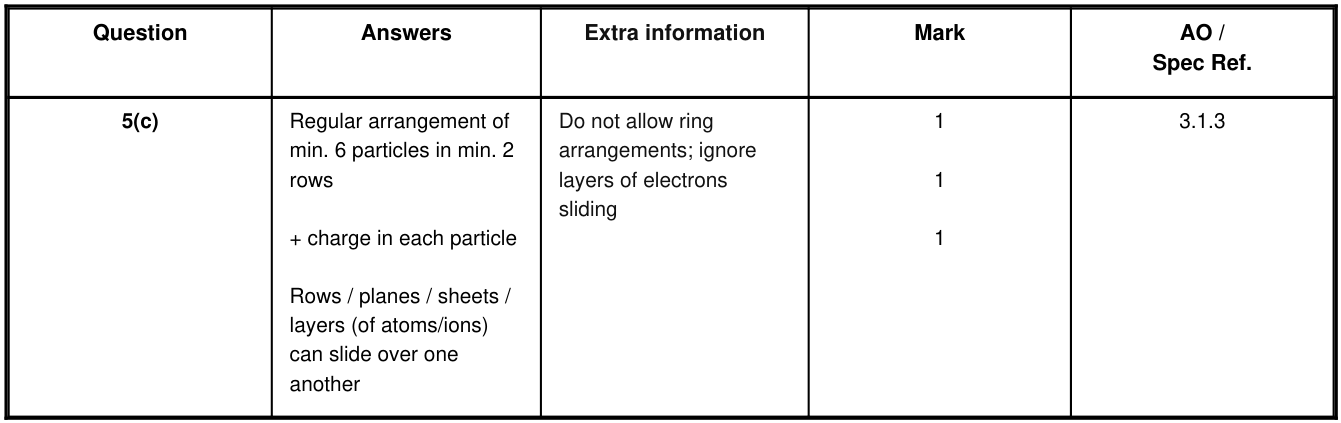 Question Answers Extra information Mark AO /
Spec Ref.
5(c) Regular arrangement of Do not allow ring 1 3.1.3
min. 6 particles in min. 2 arrangements; ignore
rows layers of electrons 1
sliding
+ charge in each particle 1
Rows / planes / sheets /
layers (of atoms/ions)
can slide over one
another